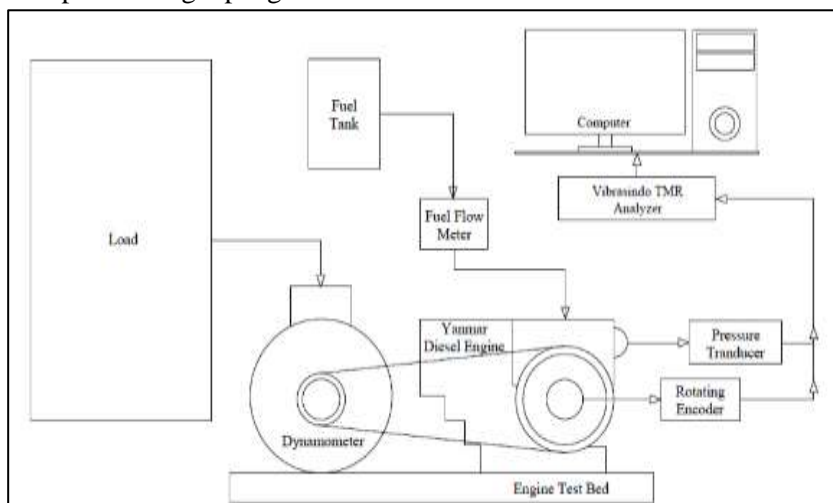 Fuel
Tank
Computer
Vibrasindo TMR
Analyzer
Fuel Flow
Meter
Load
Yanmar
Diesel Engine
Pressure
Tranducer
Rotating
Encoder
Dynamometer
Engine Test Bed